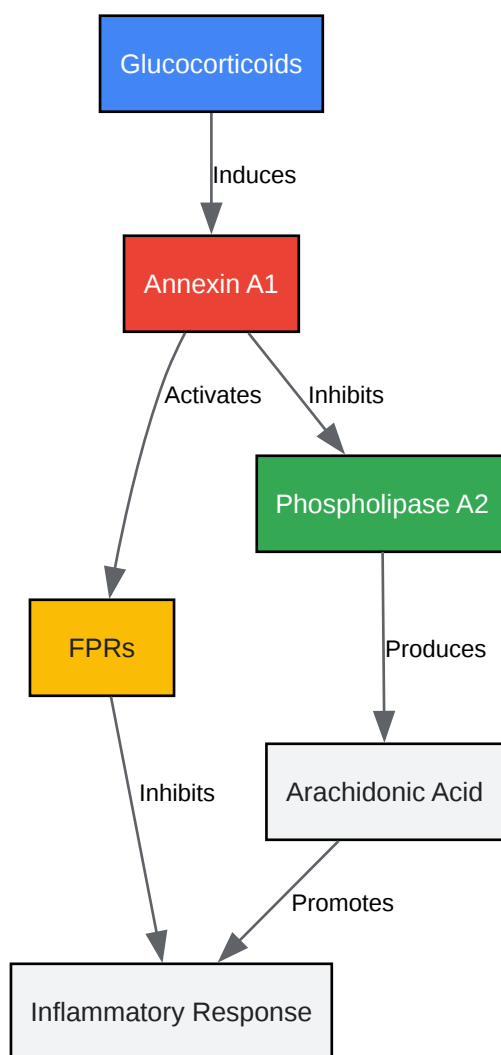 Glucocorticoids
Induces
Annexin A1
Activates
Inhibits
Phospholipase A2
FPRs
Produces
Arachidonic Acid
Inhibits
Promotes
Inflammatory Response